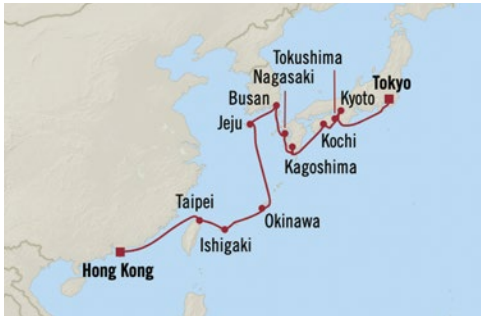 Tokushima
Nagasaki
Tokyo
Busan
Kyoto
Jeju
Kochi
Kagoshima
Taipei
Okinawa
Ishigaki
Hong Kong